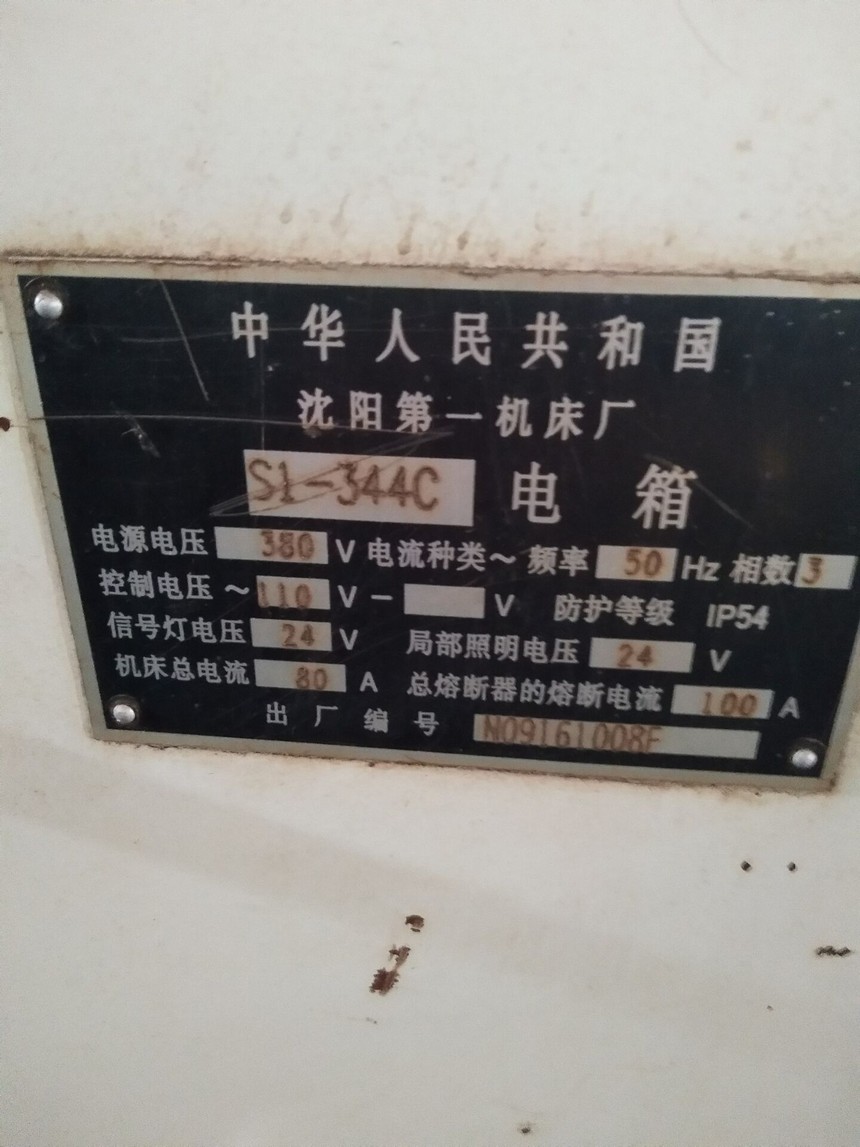 中华人民共和国
沈阳第一机床厂
S1-344C 电箱
电源电压 380 V 电流种类～ 频率 50 Hz 相数 3
控制电压～ 110 V － V 防护等级 IP54
信号灯电压 24 V 局部照明电压 24 V
机床总电流 80 A 总熔断器的熔断电流 100 A
出厂编号 N09161008F